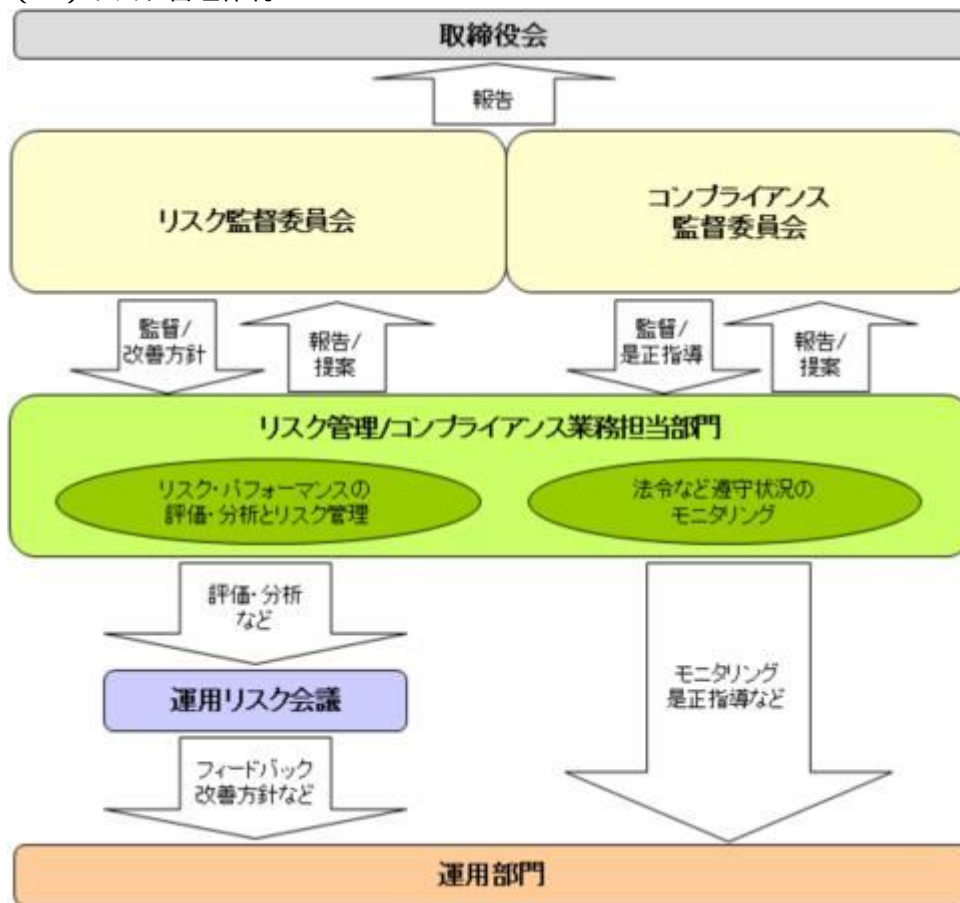 取締役会
報告
リスク監督委員会
コンプライアンス
監督委員会
監督/
改善方針
報告/
提案
監督/
是正指導
報告/
提案
リスク管理/コンプライアンス業務担当部門
リスク・パフォーマンスの
評価・分析とリスク管理
法令など遵守状況の
モニタリング
評価・分析
など
運用リスク会議
モニタリング
是正指導など
フィードバック
改善方針など
運用部門